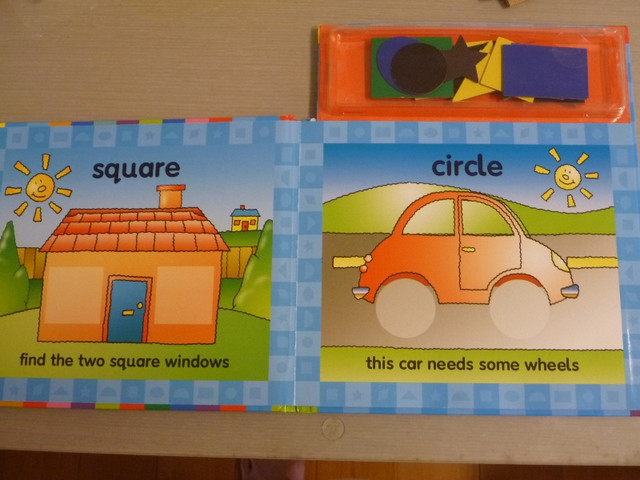 square
find the two square windows
circle
this car needs some wheels